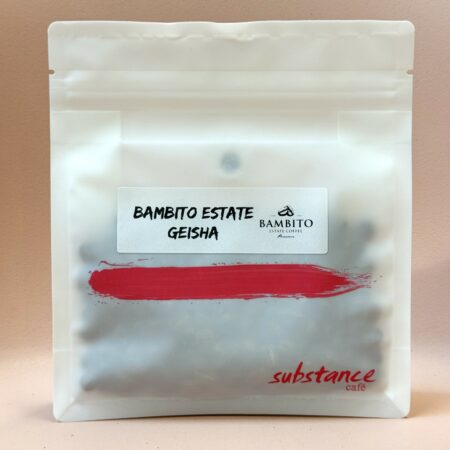 BAMBITO ESTATE
GEISHA
BAMBITO
ESTATE COFFEE
substance
café